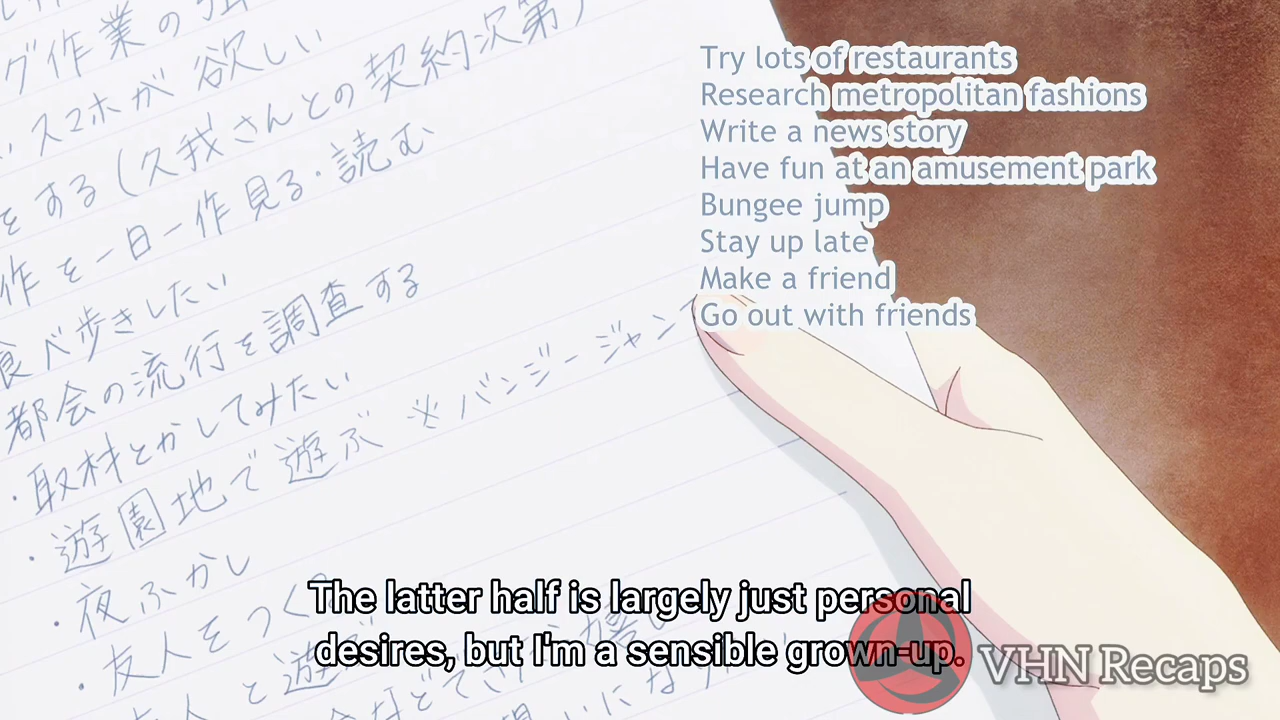 グ作業の
スマホが欲しい
をする(久我さんとの契約次第)
作を一日一作見る・読む
食べ歩きしたい
都会の流行を調査する
・取材とかしてみたい
・遊園地で遊ぶ ※バンジージャン
・夜ふかし
・友人をつく
友人と遊
Try lots of restaurants
Research metropolitan fashions
Write a news story
Have fun at an amusement park
Bungee jump
Stay up late
Make a friend
Go out with friends
The latter half is largely just personal
desires, but I'm a sensible grown-up.
VHN Recaps